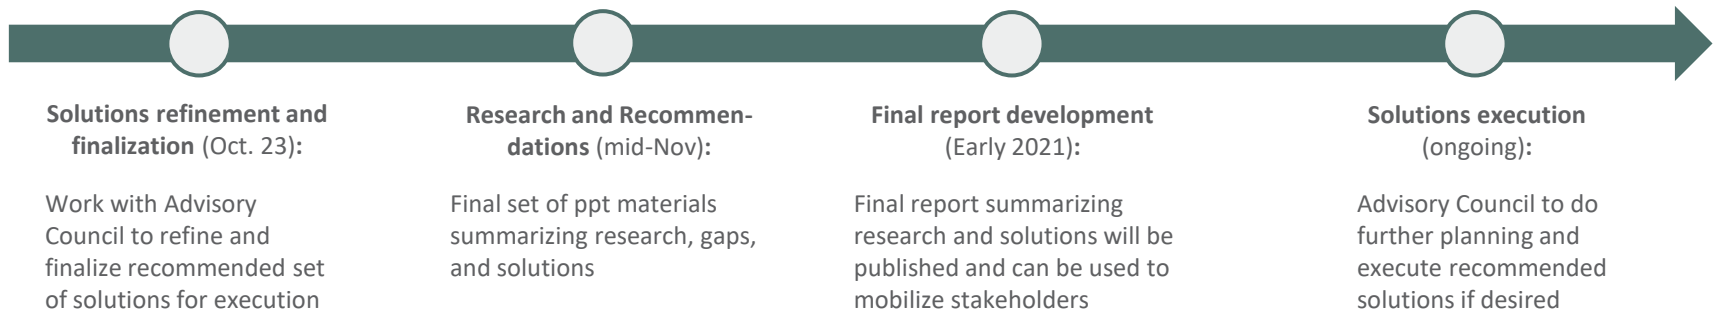 Solutions refinement and
finalization (Oct. 23):
Work with Advisory
Council to refine and
finalize recommended set
of solutions for execution
Research and Recommen-
dations (mid-Nov):
Final set of ppt materials
summarizing research, gaps,
and solutions
Final report development
(Early 2021):
Final report summarizing
research and solutions will be
published and can be used to
mobilize stakeholders
Solutions execution
(ongoing):
Advisory Council to do
further planning and
execute recommended
solutions if desired